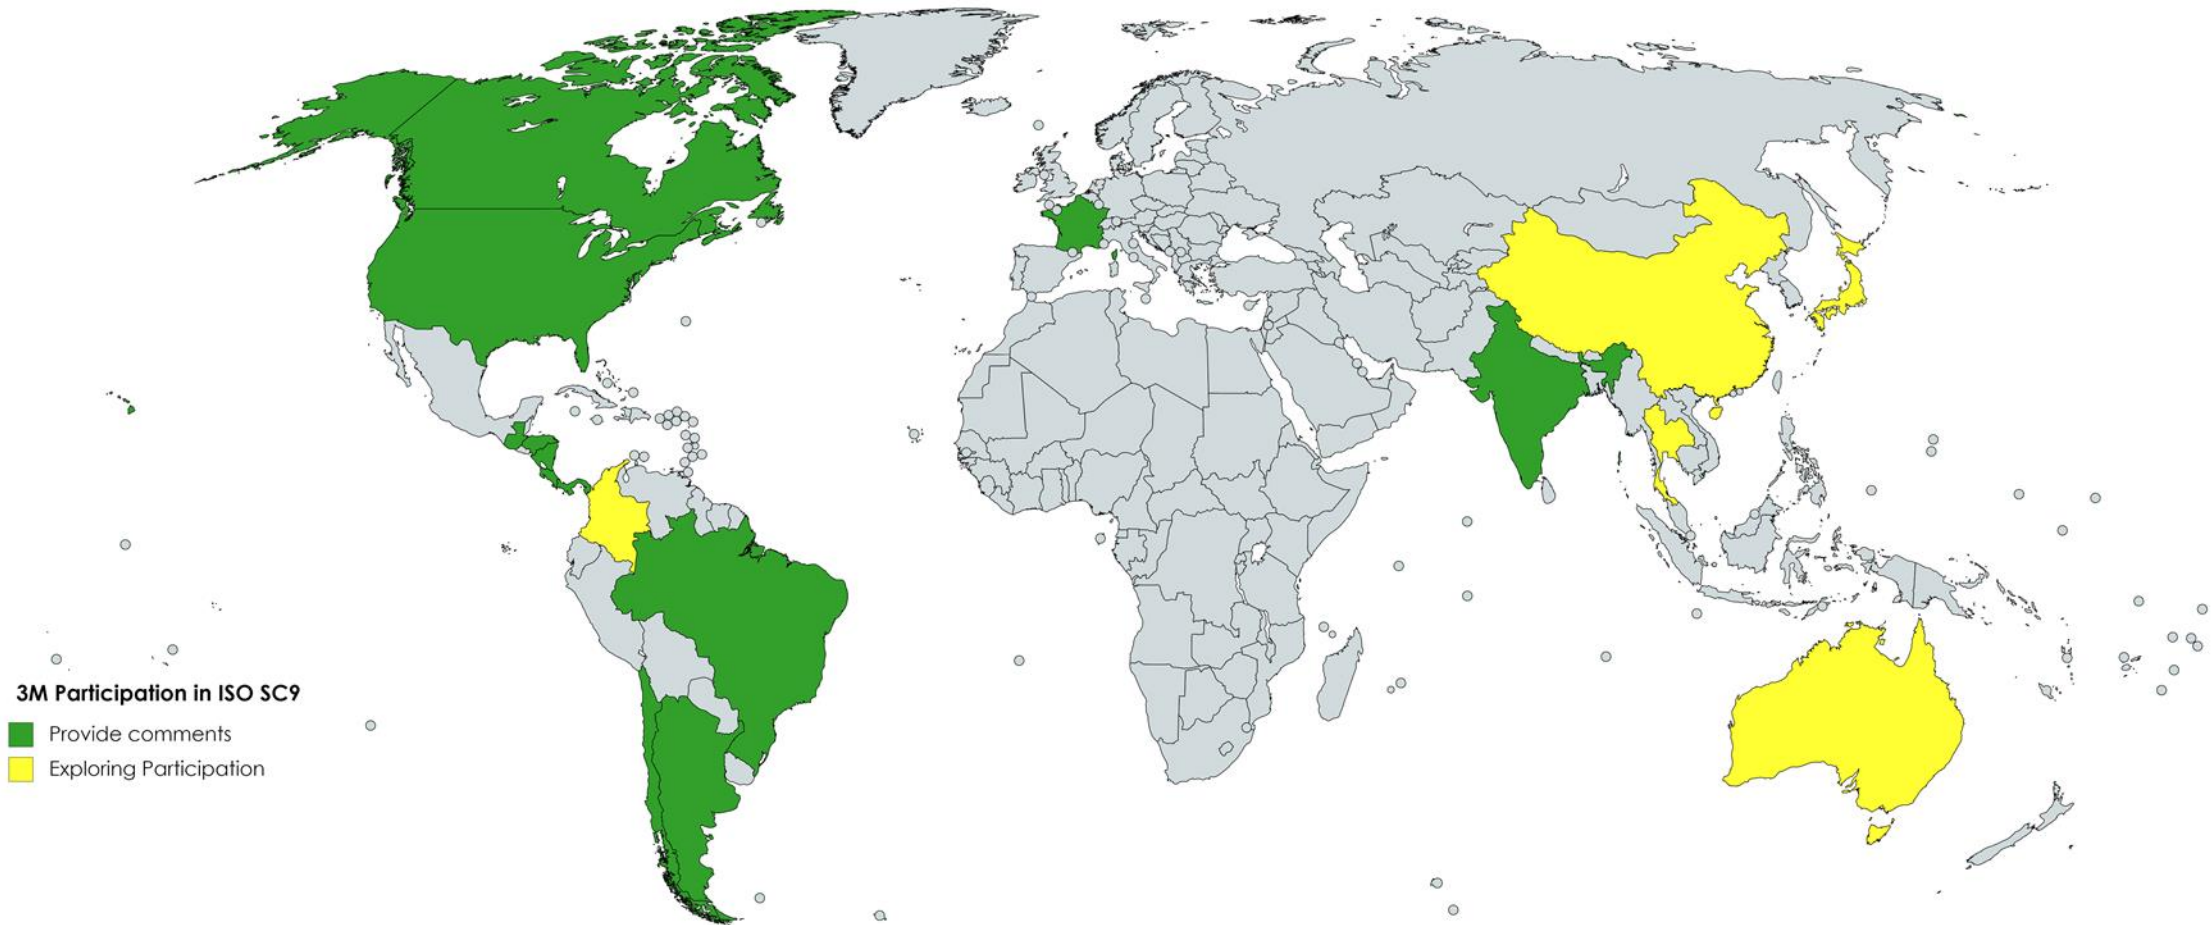 3M Participation in ISO SC9
Provide comments
Exploring Participation